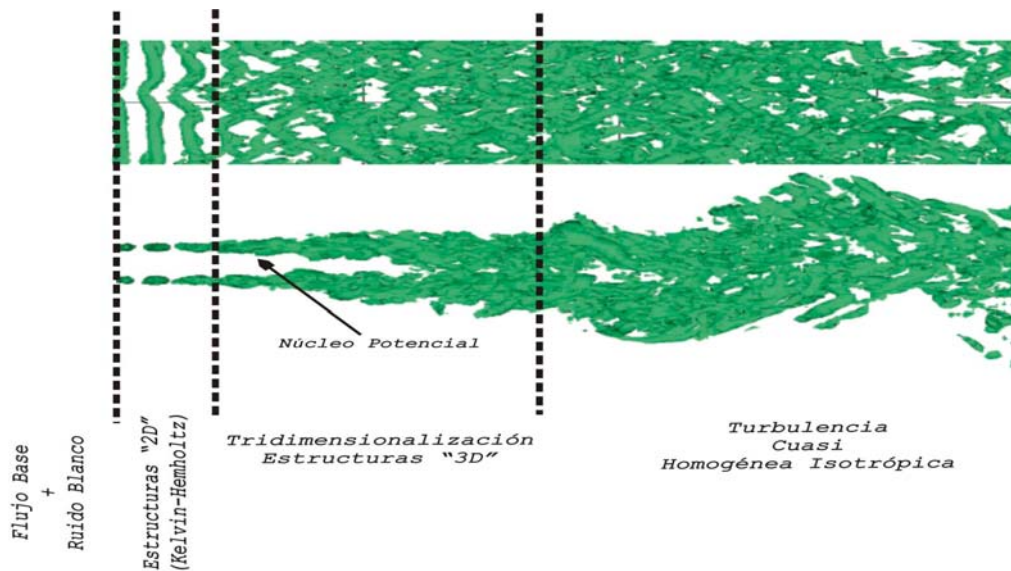 Núcleo Potencial
Flujo Base
+
Ruido Blanco
Estructuras "2D"
(Kelvin-Hemholtz)
Tridimensionalización
Estructuras "3D"
Turbulencia
Cuasi
Homogénea Isotrópica